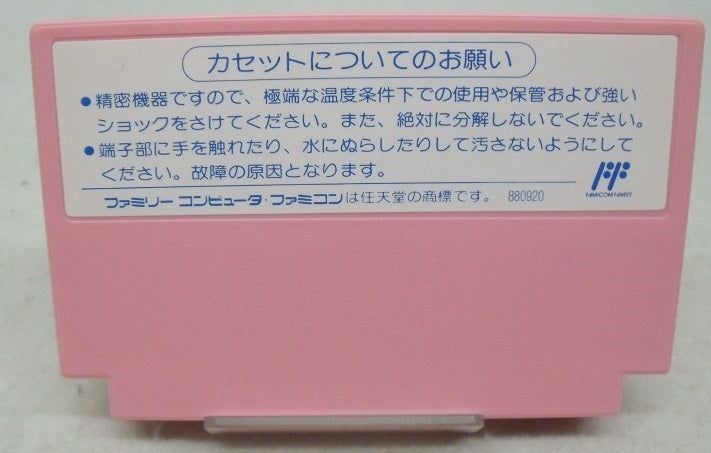 カセットについてのお願い
●精密機器ですので、極端な温度条件下での使用や保管および強い
ショックをさけてください。また、絶対に分解しないでください。
●端子部に手を触れたり、水にぬらしたりして汚さないようにして
ください。故障の原因となります。
FAMICOM FAMILY
ファミリーコンピュータ・ファミコンは任天堂の商標です。 880920